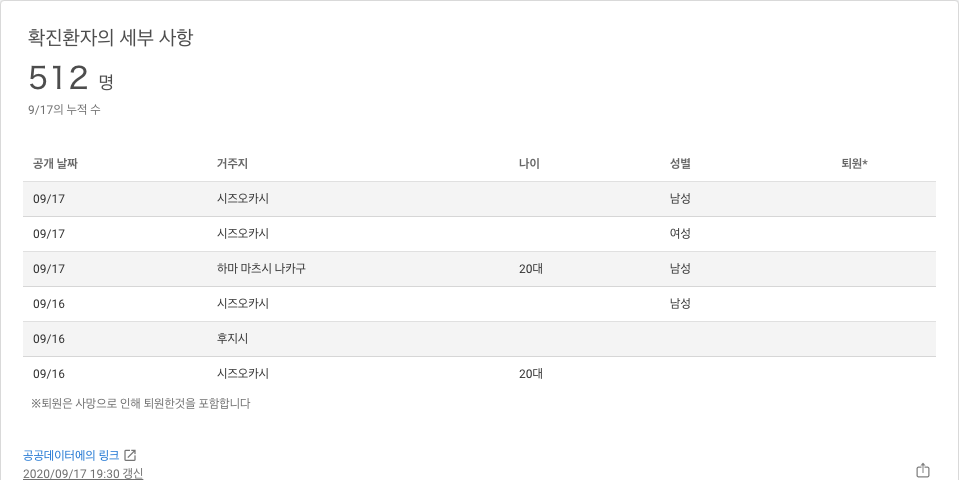 확진환자의 세부 사항
512 명
9/17의 누적 수
공개 날짜 거주지 나이 성별 퇴원*
09/17 시즈오카시 남성
09/17 시즈오카시 여성
09/17 하마 마츠시 나카구 20대 남성
09/16 시즈오카시 남성
09/16 후지시
09/16 시즈오카시 20대
※퇴원은 사망으로 인해 퇴원한것을 포함합니다
공공데이터에의 링크
2020/09/17 19:30 갱신